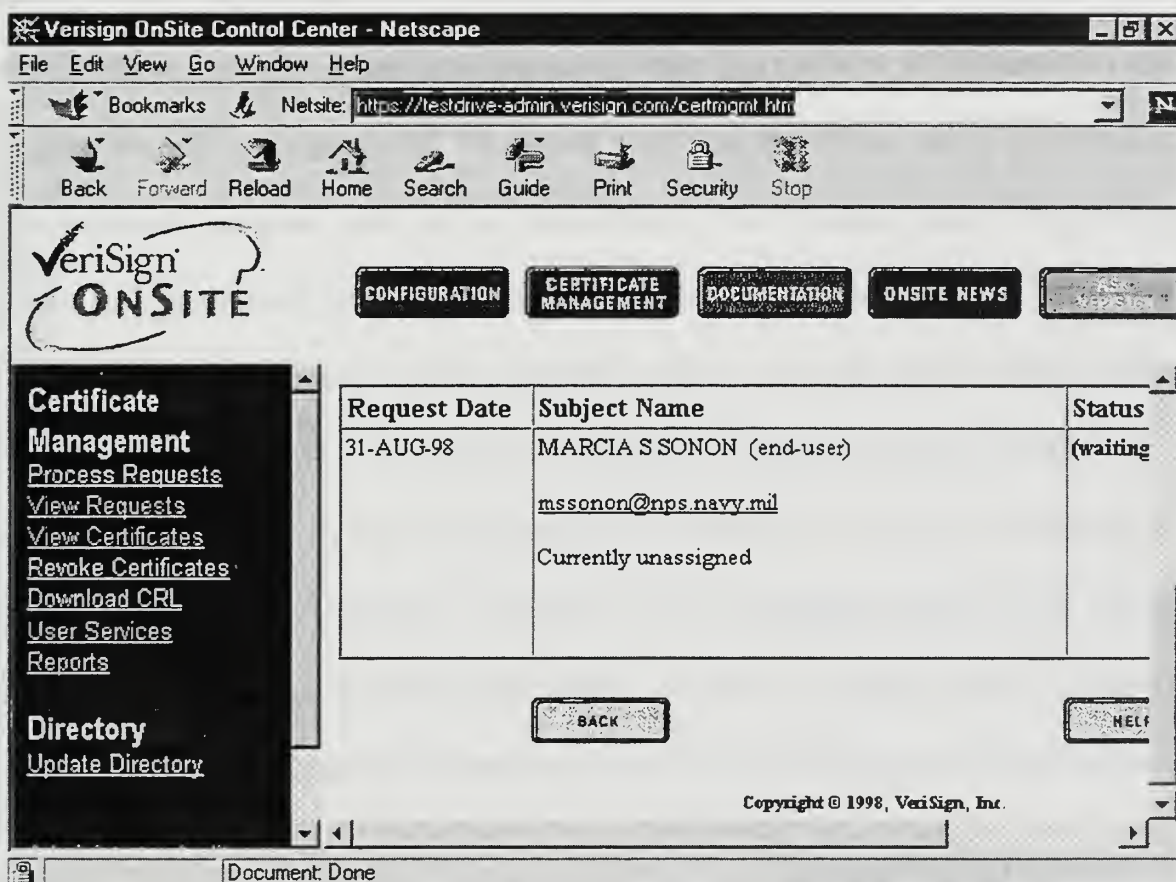 Verisign OnSite Control Center - Netscape
File Edit View Go Window Help
Bookmarks Netsite: https://testdrive-admin.verisign.com/certmgmt.htm N
Back Forward Reload Home Search Guide Print Security Stop
VeriSign
ONSITE
CONFIGURATION CERTIFICATE MANAGEMENT DOCUMENTATION ONSITE NEWS ASK VERISIGN
Certificate
Management
Process Requests
View Requests
View Certificates
Revoke Certificates
Download CRL
User Services
Reports
Directory
Update Directory
Request Date Subject Name Status
31-AUG-98 MARCIA S SONON (end-user) (waiting
mssonon@nps.navy.mil
Currently unassigned
BACK HELP
Copyright © 1998, VeriSign, Inc.
Document: Done